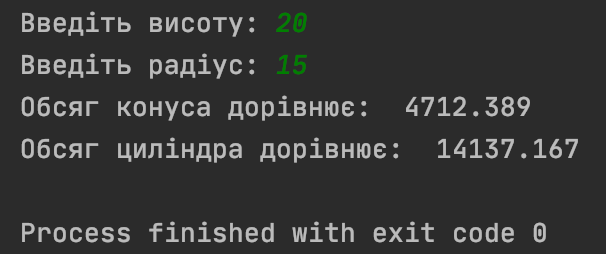 Введіть висоту: 20
Введіть радіус: 15
Обсяг конуса дорівнює:  4712.389
Обсяг циліндра дорівнює:  14137.167

Process finished with exit code 0